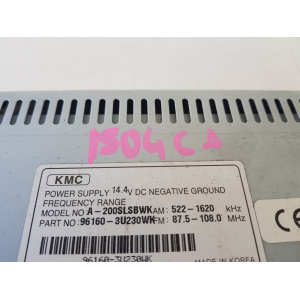 KMC
POWER SUPPLY 14.4V DC NEGATIVE GROUND
FREQUENCY RANGE
MODEL NO. A-200SLSBWK AM: 522-1620 kHz
PART NO: 96160-3U230WK FM: 87.5-108.0 MHz
CE
96160-3U230WK
MADE IN KOREA